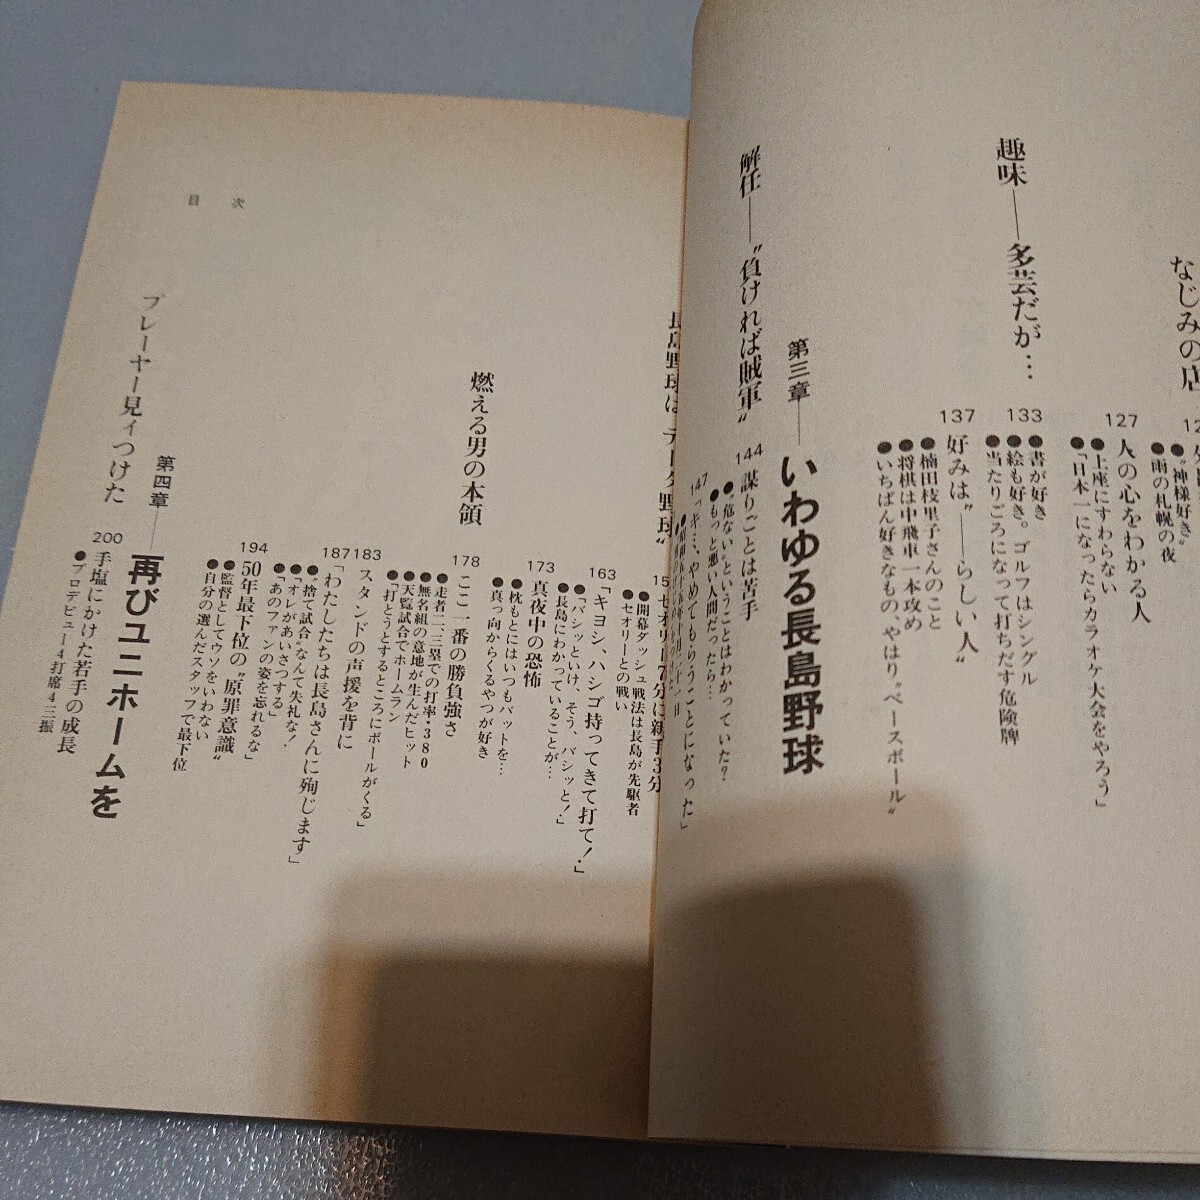 なじみの店
●“神様好き”
●雨の札幌の夜
127
人の心をわかる人
●上座にすわらない
●「日本一になったらカラオケ大会をやろう」
趣味——多芸だが…
133
●書が好き
●絵も好き。ゴルフはシングル
●当たりごろになって打ちだす危険牌
137
好みは“——らしい人”
●楠田枝里子さんのこと
●将棋は中飛車一本攻め
●いちばん好きなもの、やはり“ベースボール”
第三章——いわゆる長島野球
解任——“負ければ賊軍”
144
謀りごとは苦手
●“危ない”ということはわかっていた？
●もっと悪い人間だったら…
147
「キ…、やめてもらうことになった」
セオリー7分に新手3分
●開幕ダッシュ戦法は長島が先駆者
●セオリーとの戦い
163
「キヨシ、ハシゴ持ってきて打て！」
●「バシッといけ、そう、バシッと！」
●長島にわかっていることが…
燃える男の本領
173
真夜中の恐怖
●枕もとにはいつもバットを…
●真っ向からくるやつが好き
178
ここ一番の勝負強さ
●走者二、三塁での打率・380
●無名組の意地が生んだヒット
●天覧試合でホームラン
●「打とうとするところにボールがくる」
183
スタンドの声援を背に
187
「わたしたちは長島さんに殉じます」
●“捨て試合”なんて失礼な！
●「オレがあいさつする」
●「あのファンの姿を忘れるな」
194
50年最下位の“原罪意識”
●監督としてウソをいわない
●自分の選んだスタッフで最下位
第四章——再びユニホームを
プレーヤー見ィつけた
200
手塩にかけた若手の成長
●プロデビュー4打席4三振
目次